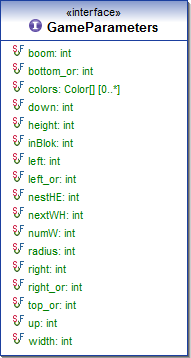 «interface»
GameParameters
boom: int
bottom_or: int
colors: Color[] [0..*]
down: int
height: int
inBlok: int
left: int
left_or: int
nestHE: int
nextWH: int
numW: int
radius: int
right: int
right_or: int
top_or: int
up: int
width: int